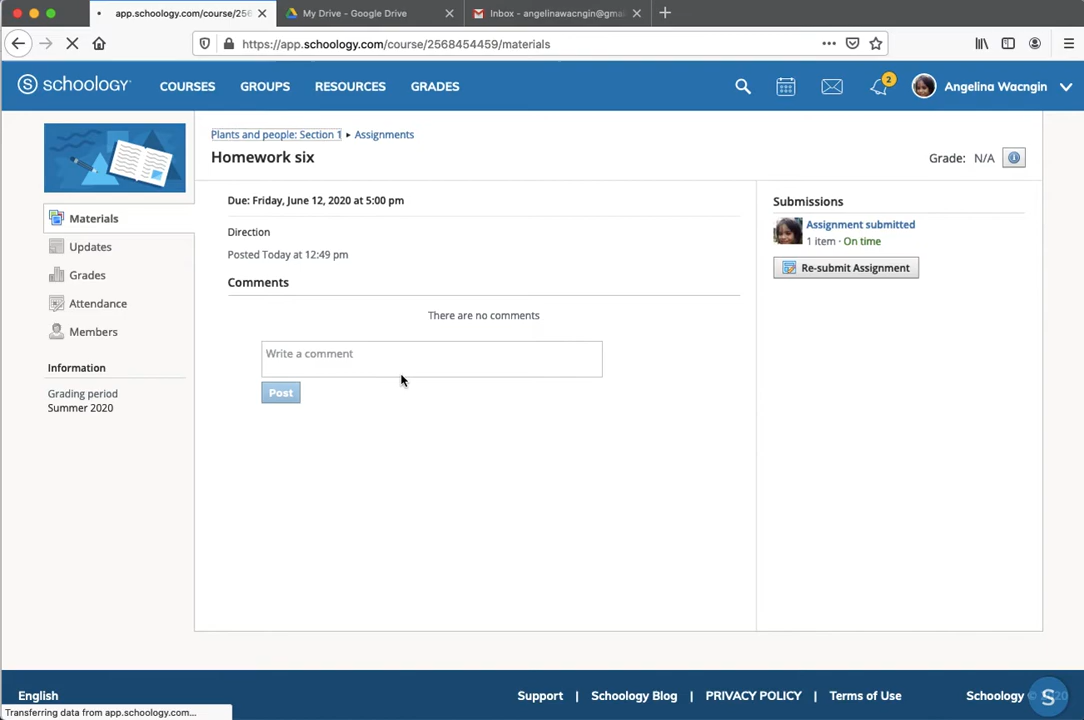 app.schoology.com/course/256
My Drive - Google Drive
Inbox - angelinawacngin@gmai
https://app.schoology.com/course/2568454459/materials
S schoology
COURSES
GROUPS
RESOURCES
GRADES
2
Angelina Wacngin
Plants and people: Section 1 ▸ Assignments
Homework six
Grade: N/A
Materials
Updates
Grades
Attendance
Members
Information
Grading period
Summer 2020
Due: Friday, June 12, 2020 at 5:00 pm
Direction
Posted Today at 12:49 pm
Comments
There are no comments
Write a comment
Post
Submissions
Assignment submitted
1 item · On time
Re-submit Assignment
English
Support | Schoology Blog | PRIVACY POLICY | Terms of Use
Schoology © 2020
S
Transferring data from app.schoology.com...